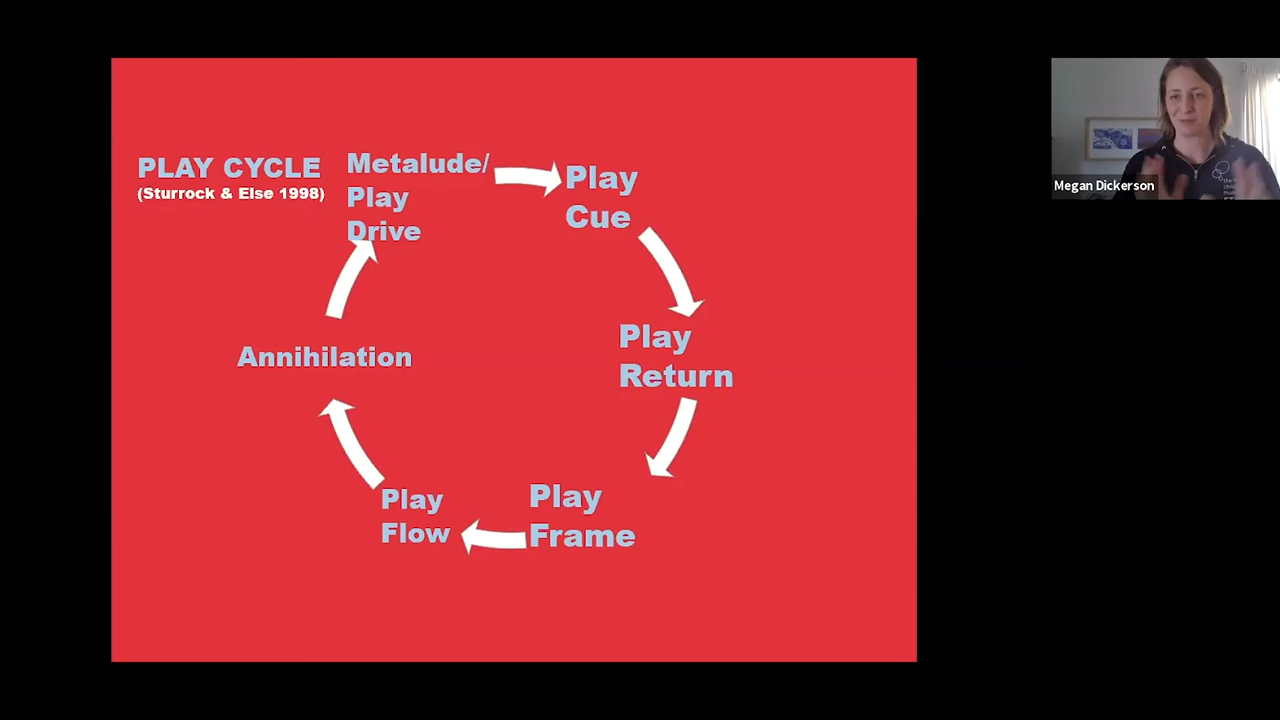 PLAY CYCLE
(Sturrock & Else 1998)
Metalude/
Play
Drive
Play
Cue
Play
Return
Play
Frame
Play
Flow
Annihilation
Megan Dickerson